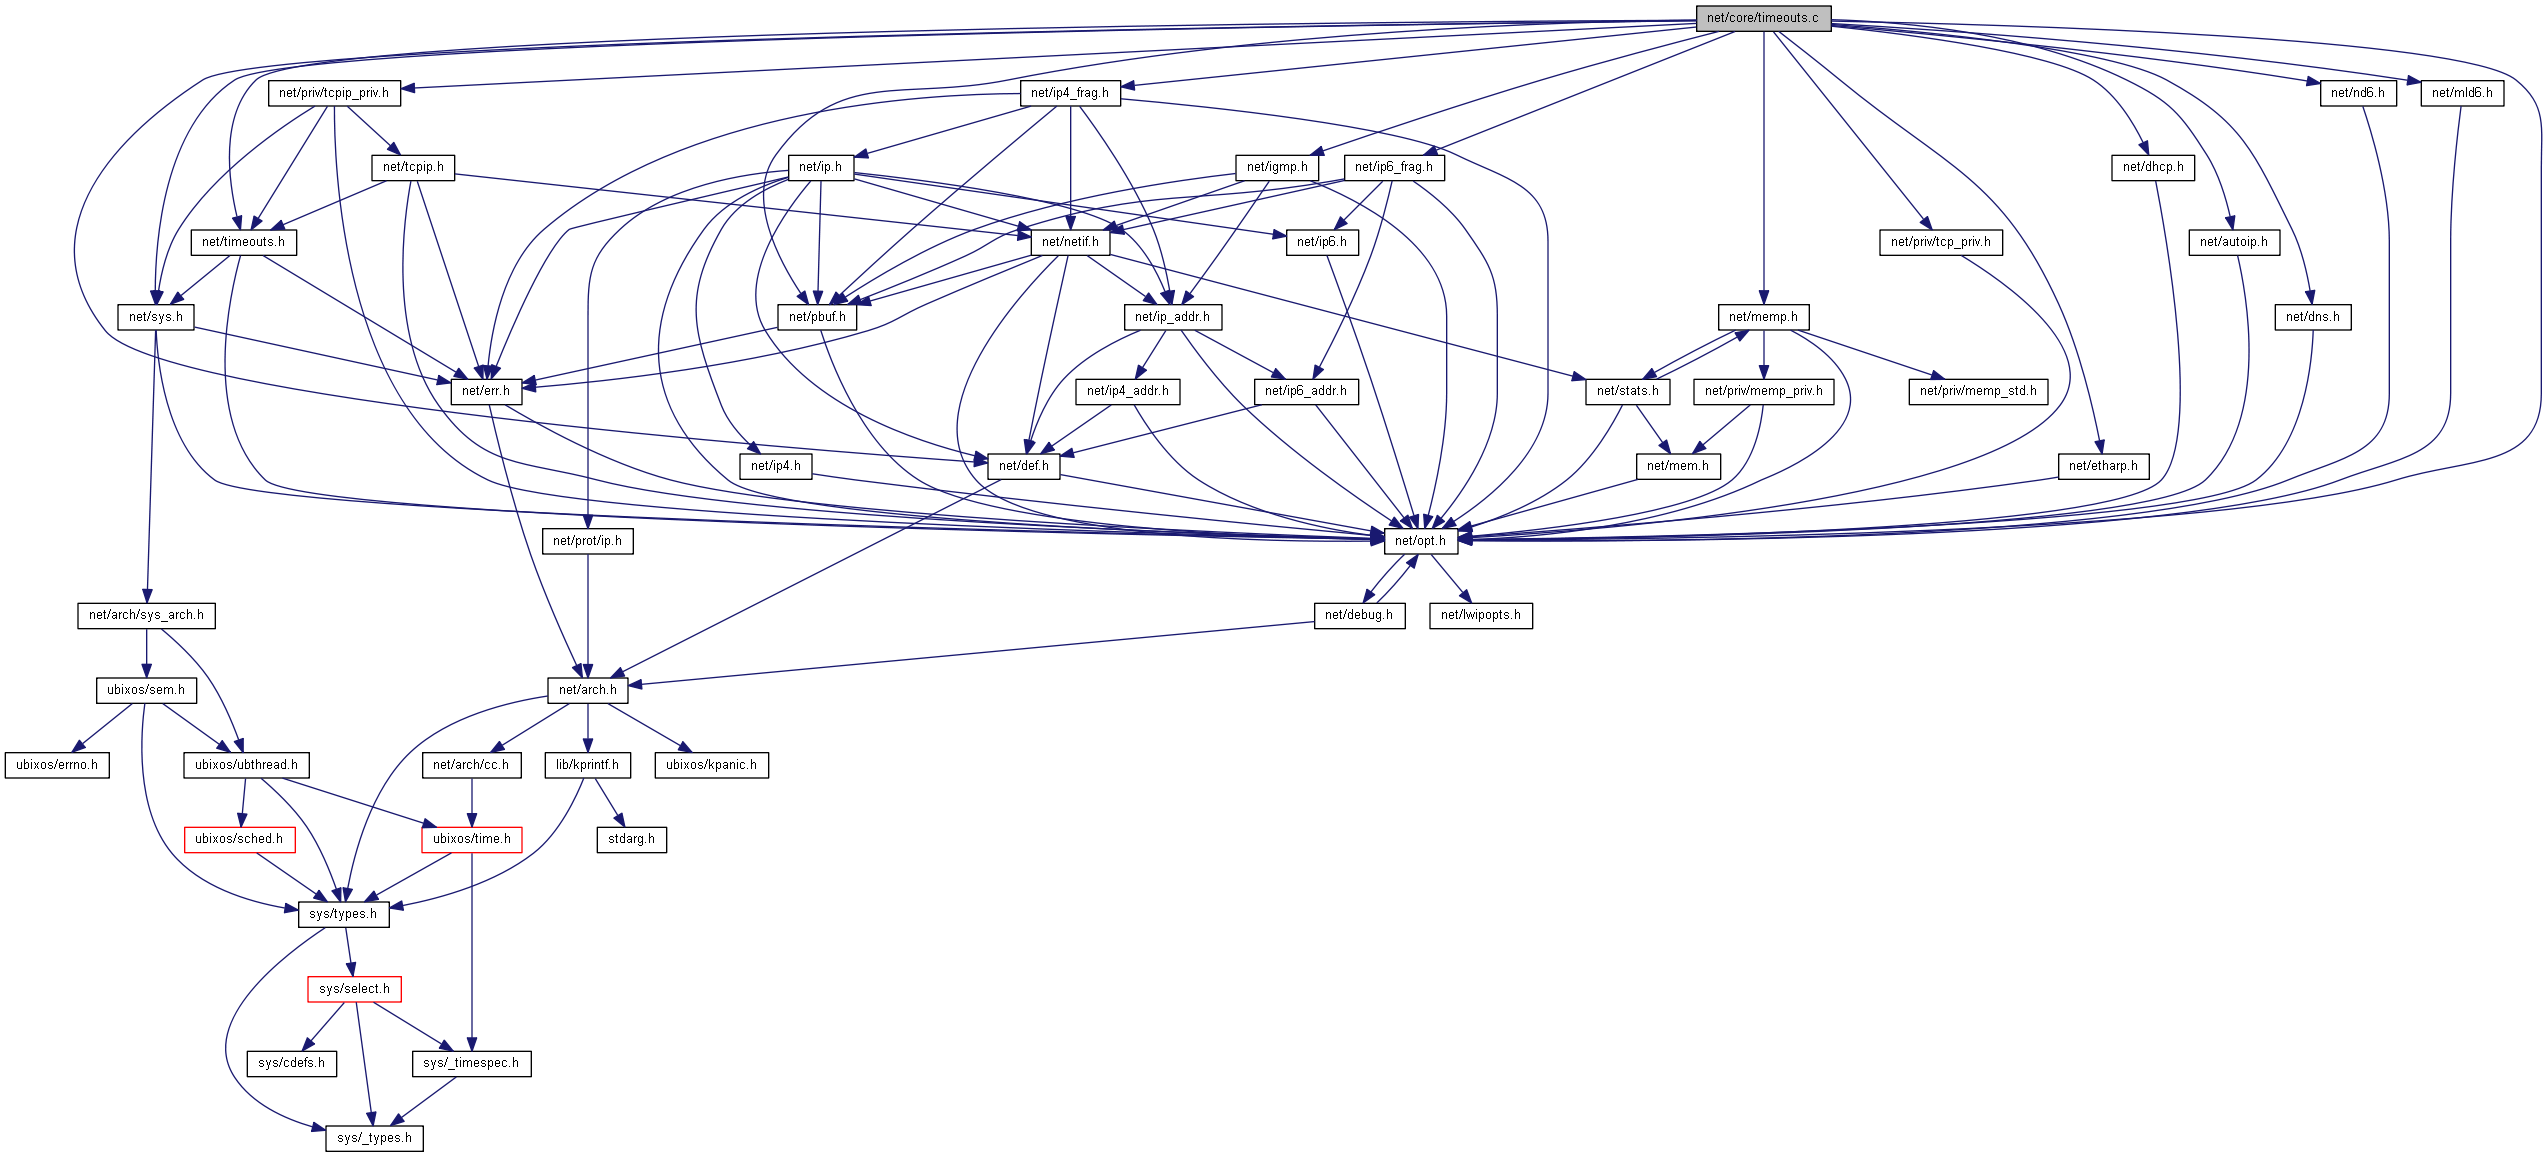 net/core/timeouts.c
net/priv/tcpip_priv.h
net/ip4_frag.h
net/nd6.h
net/mld6.h
net/tcpip.h
net/ip.h
net/igmp.h
net/ip6_frag.h
net/dhcp.h
net/timeouts.h
net/netif.h
net/ip6.h
net/priv/tcp_priv.h
net/autoip.h
net/sys.h
net/pbuf.h
net/ip_addr.h
net/memp.h
net/dns.h
net/err.h
net/ip4_addr.h
net/ip6_addr.h
net/stats.h
net/priv/memp_priv.h
net/priv/memp_std.h
net/ip4.h
net/def.h
net/mem.h
net/etharp.h
net/prot/ip.h
net/opt.h
net/arch/sys_arch.h
net/debug.h
net/lwipopts.h
ubixos/sem.h
net/arch.h
ubixos/errno.h
ubixos/ubthread.h
net/arch/cc.h
lib/kprintf.h
ubixos/kpanic.h
ubixos/sched.h
ubixos/time.h
stdarg.h
sys/types.h
sys/select.h
sys/cdefs.h
sys/_timespec.h
sys/_types.h